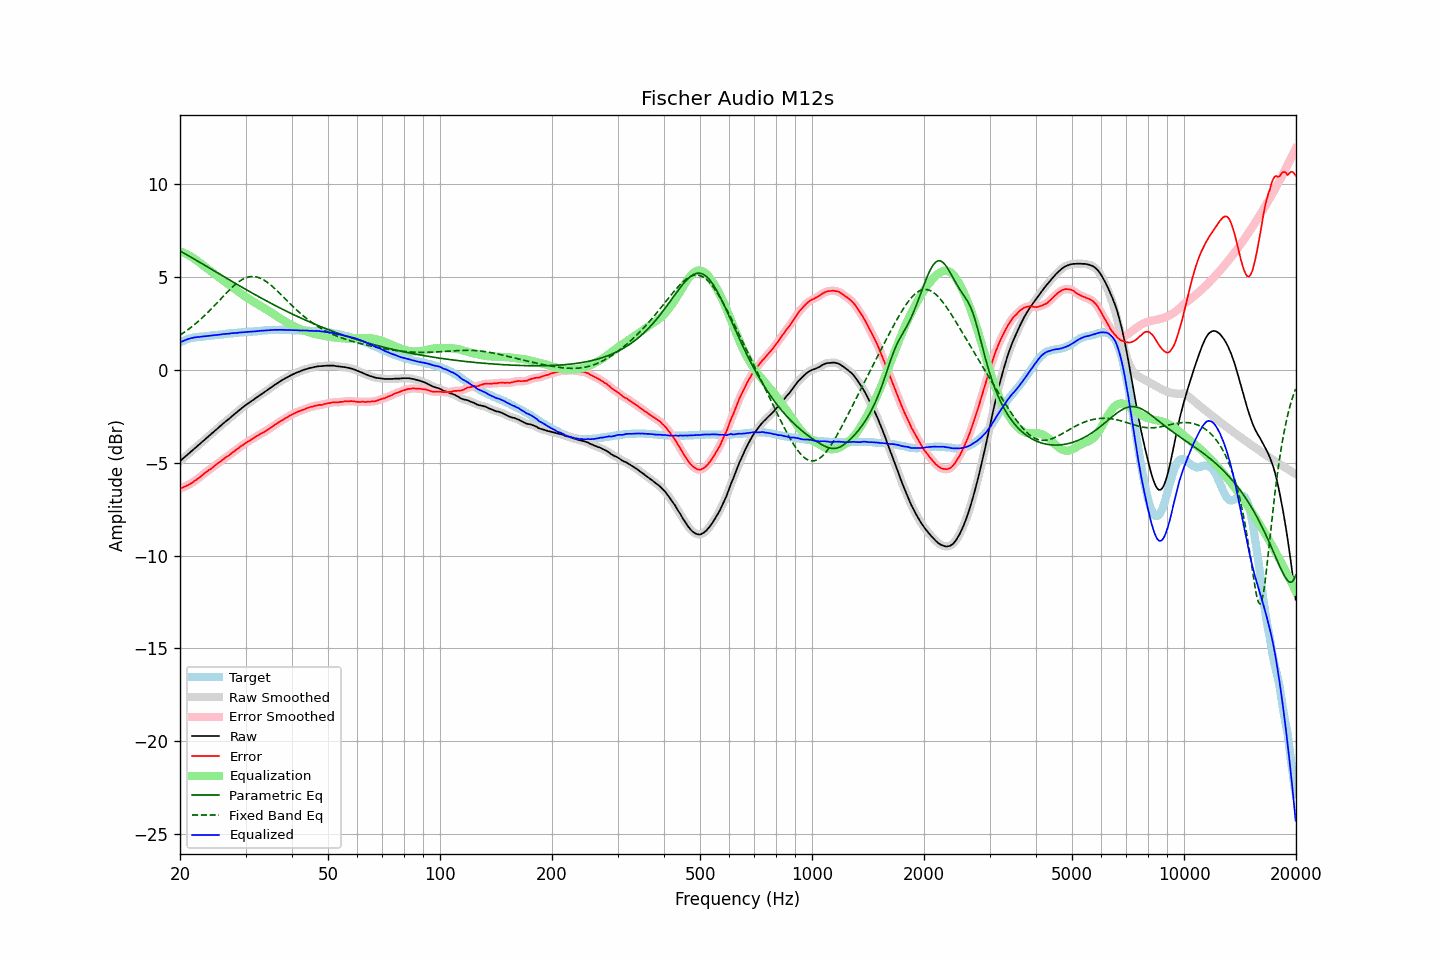 Fischer Audio M12s
Amplitude (dBr)
10
5
0
−5
−10
−15
−20
−25
Target
Raw Smoothed
Error Smoothed
Raw
Error
Equalization
Parametric Eq
Fixed Band Eq
Equalized
20
50
100
200
500
1000
2000
5000
10000
20000
Frequency (Hz)